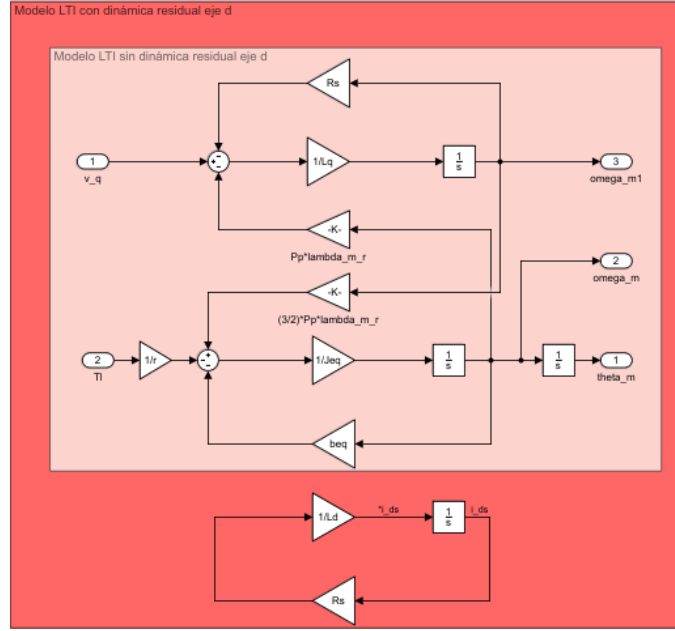 Modelo LTI con dinámica residual eje d
Modelo LTI sin dinámica residual eje d
Rs
1
v_q
1/Lq
1
s
3
omega_m1
-K-
Pp*lambda_m_r
2
omega_m
-K-
(3/2)*Pp*lambda_m_r
2
Tl
1/r
1/Jeq
1
s
1
s
1
theta_m
beq
1/Ld
*i_ds
1
s
i_ds
Rs